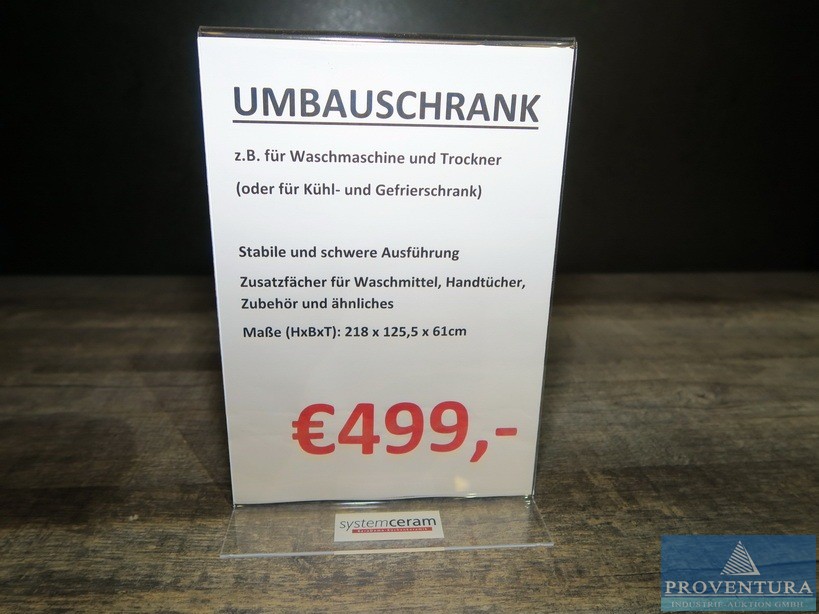 UMBAUSCHRANK
z.B. für Waschmaschine und Trockner
(oder für Kühl- und Gefrierschrank)
Stabile und schwere Ausführung
Zusatzfächer für Waschmittel, Handtücher,
Zubehör und ähnliches
Maße (HxBxT): 218 x 125,5 x 61cm
€499,-
systemceram
PROVENTURA
INDUSTRIE AUKTION GMBH